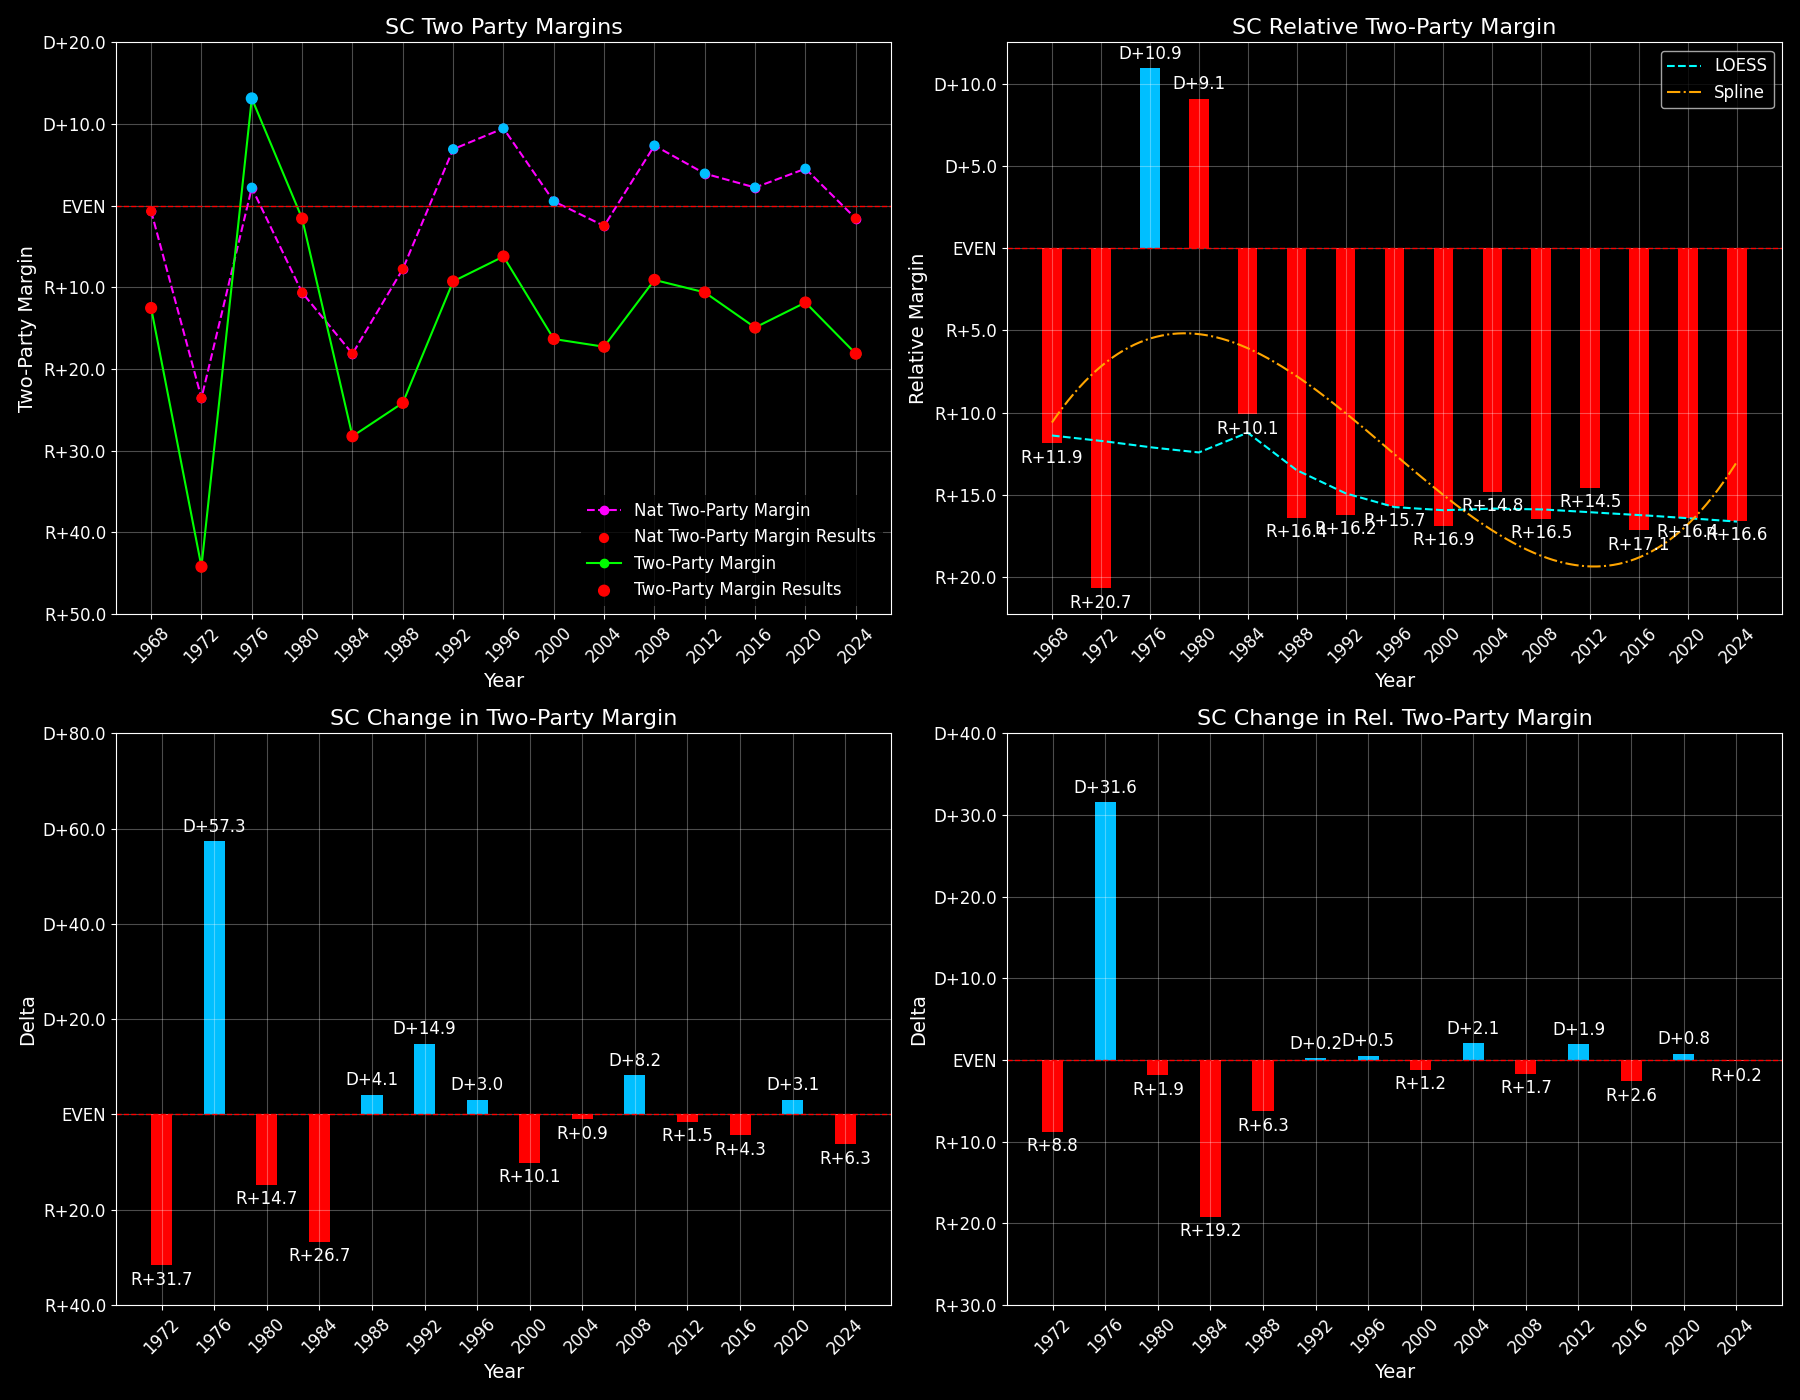 SC Two Party Margins
Two-Party Margin
D+20.0
D+10.0
EVEN
R+10.0
R+20.0
R+30.0
R+40.0
R+50.0
Nat Two-Party Margin
Nat Two-Party Margin Results
Two-Party Margin
Two-Party Margin Results
1968 1972 1976 1980 1984 1988 1992 1996 2000 2004 2008 2012 2016 2020 2024
Year
SC Relative Two-Party Margin
Relative Margin
D+10.0
D+5.0
EVEN
R+5.0
R+10.0
R+15.0
R+20.0
LOESS
Spline
R+11.9
R+20.7
D+10.9
D+9.1
R+10.1
R+16.4
R+16.2
R+15.7
R+16.9
R+14.8
R+16.5
R+14.5
R+17.1
R+16.4
R+16.6
1968 1972 1976 1980 1984 1988 1992 1996 2000 2004 2008 2012 2016 2020 2024
Year
SC Change in Two-Party Margin
Delta
D+80.0
D+60.0
D+40.0
D+20.0
EVEN
R+20.0
R+40.0
R+31.7
D+57.3
R+14.7
R+26.7
D+4.1
D+14.9
D+3.0
R+10.1
R+0.9
D+8.2
R+1.5
R+4.3
D+3.1
R+6.3
1972 1976 1980 1984 1988 1992 1996 2000 2004 2008 2012 2016 2020 2024
Year
SC Change in Rel. Two-Party Margin
Delta
D+40.0
D+30.0
D+20.0
D+10.0
EVEN
R+10.0
R+20.0
R+30.0
R+8.8
D+31.6
R+1.9
R+19.2
R+6.3
D+0.2
D+0.5
R+1.2
D+2.1
R+1.7
D+1.9
R+2.6
D+0.8
R+0.2
1972 1976 1980 1984 1988 1992 1996 2000 2004 2008 2012 2016 2020 2024
Year